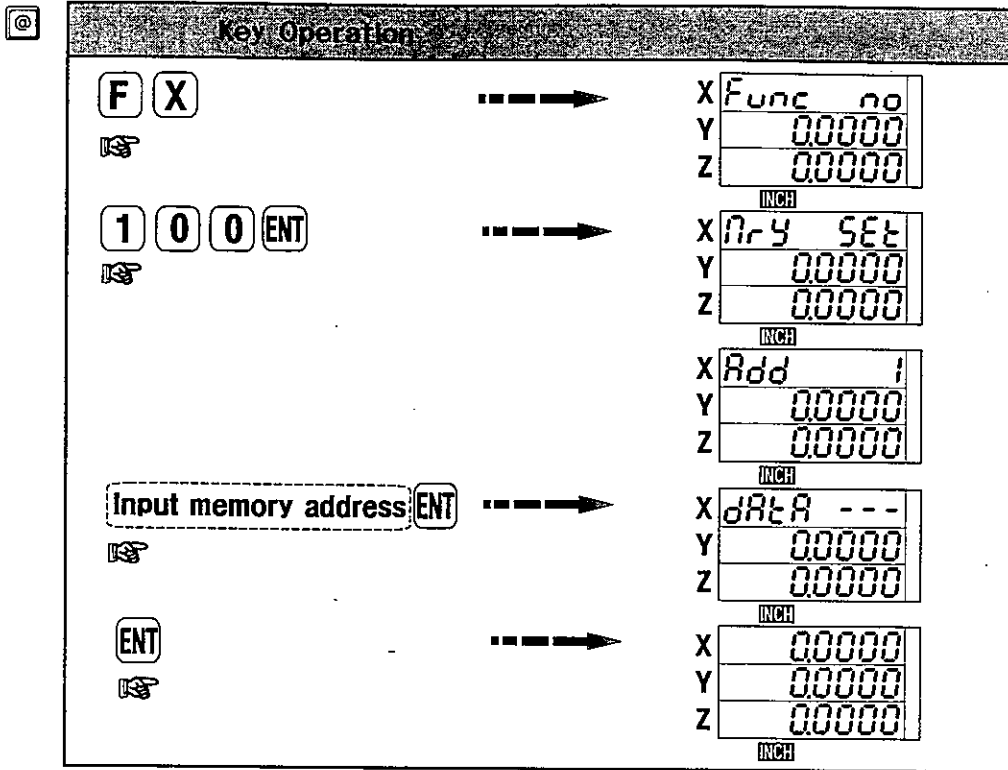 @
Key Operation
F X
X Func no
Y 0.0000
Z 0.0000
INCH
1 0 0 ENT
X Mry SEt
Y 0.0000
Z 0.0000
INCH
X Add 1
Y 0.0000
Z 0.0000
INCH
Input memory address ENT
X dAtA ---
Y 0.0000
Z 0.0000
INCH
ENT
X 0.0000
Y 0.0000
Z 0.0000
INCH